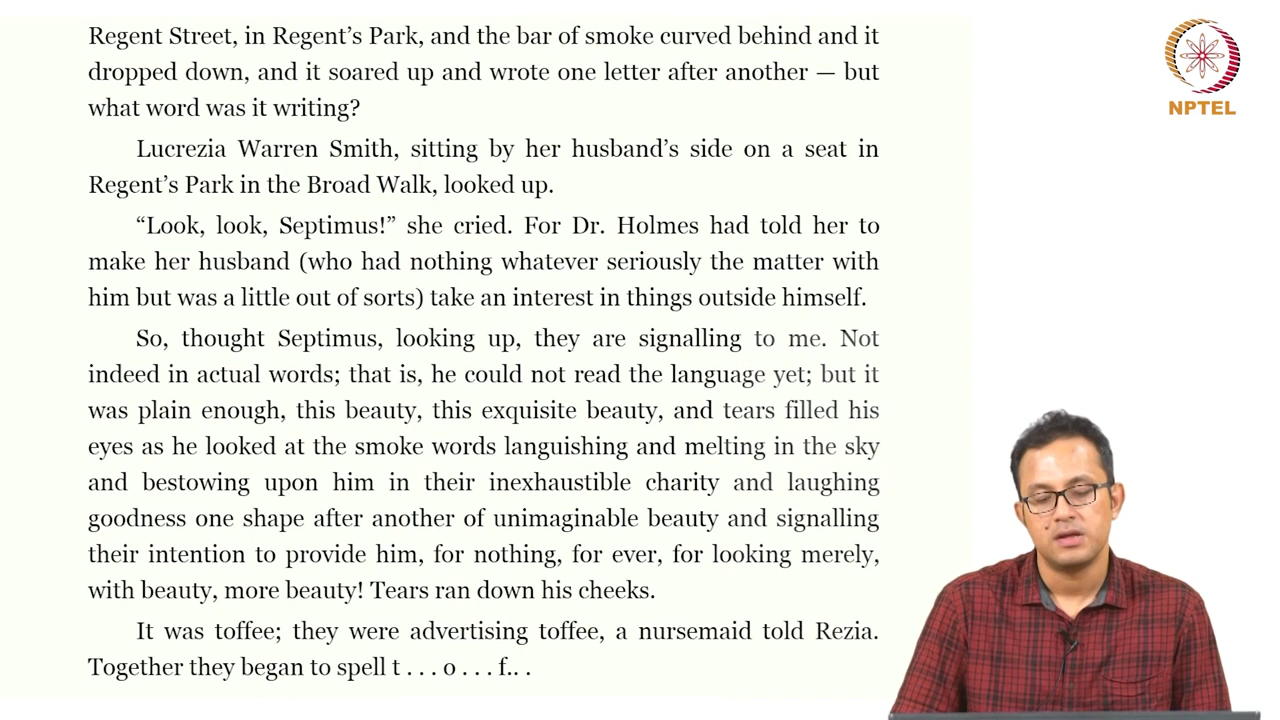 Regent Street, in Regent’s Park, and the bar of smoke curved behind and it
dropped down, and it soared up and wrote one letter after another — but
what word was it writing?
Lucrezia Warren Smith, sitting by her husband’s side on a seat in
Regent’s Park in the Broad Walk, looked up.
“Look, look, Septimus!” she cried. For Dr. Holmes had told her to
make her husband (who had nothing whatever seriously the matter with
him but was a little out of sorts) take an interest in things outside himself.
So, thought Septimus, looking up, they are signalling to me. Not
indeed in actual words; that is, he could not read the language yet; but it
was plain enough, this beauty, this exquisite beauty, and tears filled his
eyes as he looked at the smoke words languishing and melting in the sky
and bestowing upon him in their inexhaustible charity and laughing
goodness one shape after another of unimaginable beauty and signalling
their intention to provide him, for nothing, for ever, for looking merely,
with beauty, more beauty! Tears ran down his cheeks.
It was toffee; they were advertising toffee, a nursemaid told Rezia.
Together they began to spell t . . . o . . . f.. .
NPTEL